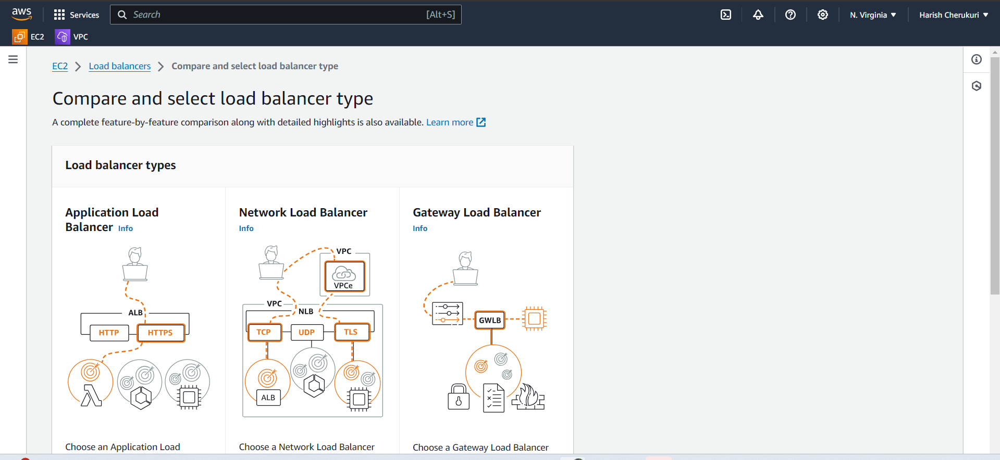 aws
Services
Search
[Alt+S]
N. Virginia
Harish Cherukuri
EC2
VPC
EC2
Load balancers
Compare and select load balancer type
Compare and select load balancer type
A complete feature-by-feature comparison along with detailed highlights is also available. Learn more
Load balancer types
Application Load
Balancer Info
ALB
HTTP
HTTPS
Choose an Application Load
Network Load Balancer
Info
VPC
VPCe
VPC
NLB
TCP
UDP
TLS
ALB
Choose a Network Load Balancer
Gateway Load Balancer
Info
GWLB
Choose a Gateway Load Balancer